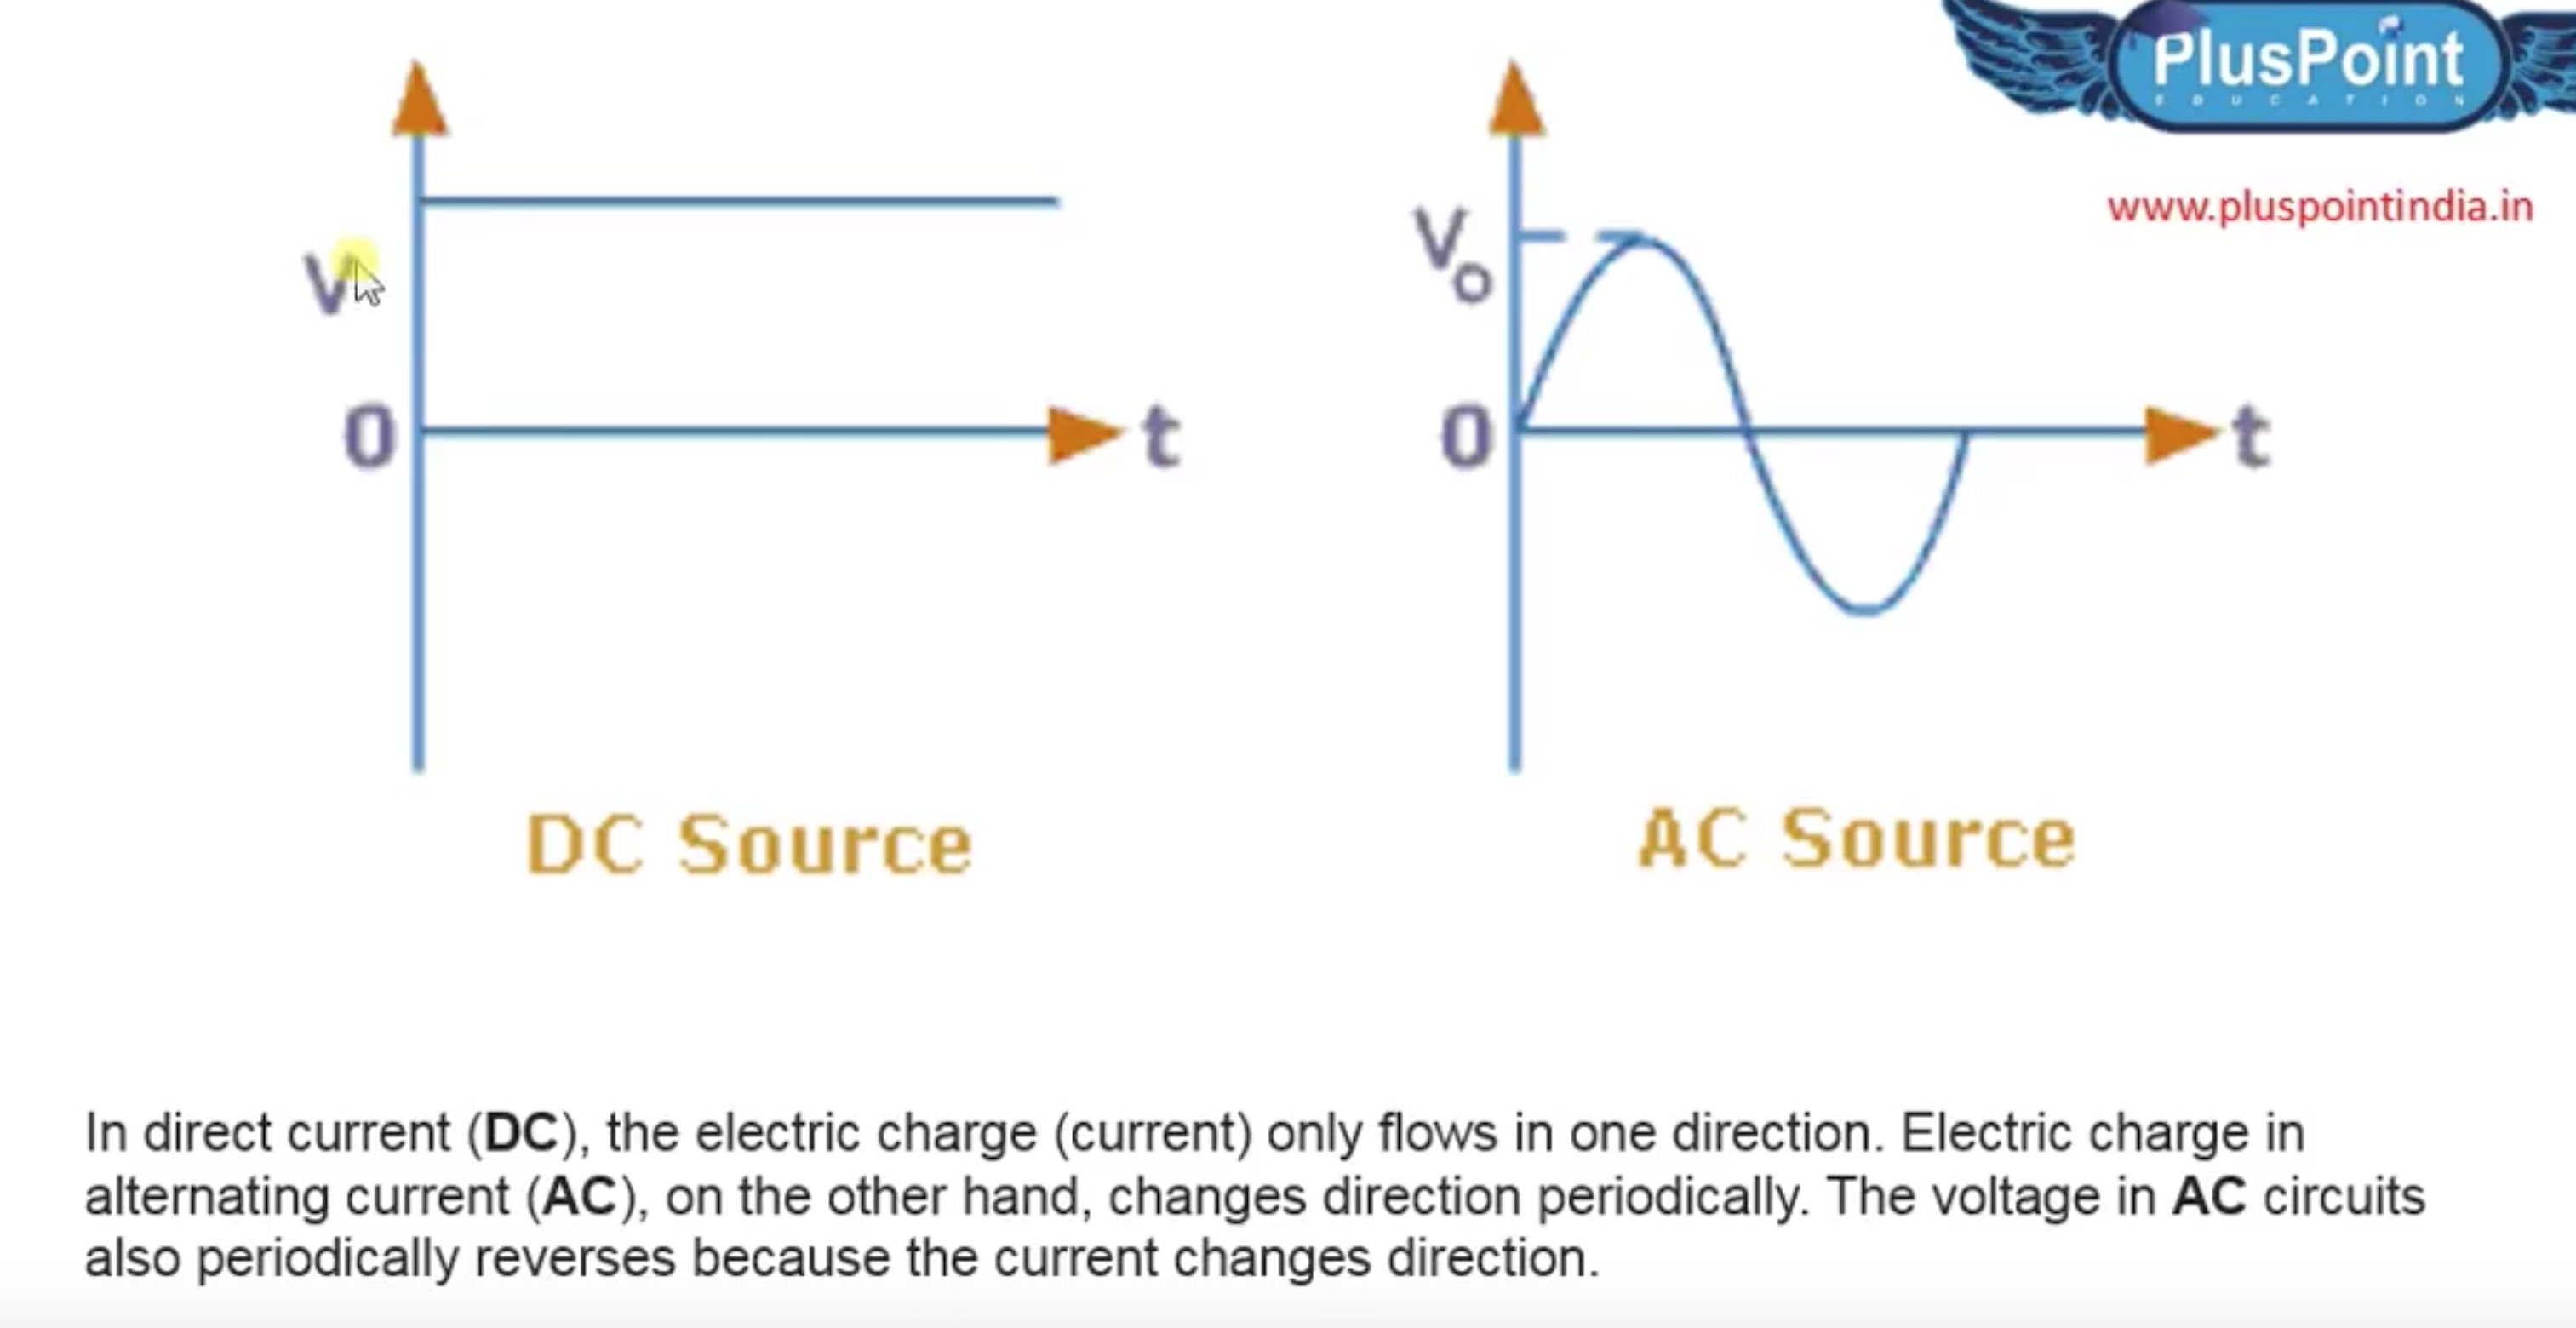 PlusPoint
EDUCATION
www.pluspointindia.in
V
0
t
DC Source
Vo
0
t
AC Source
In direct current (DC), the electric charge (current) only flows in one direction. Electric charge in
alternating current (AC), on the other hand, changes direction periodically. The voltage in AC circuits
also periodically reverses because the current changes direction.